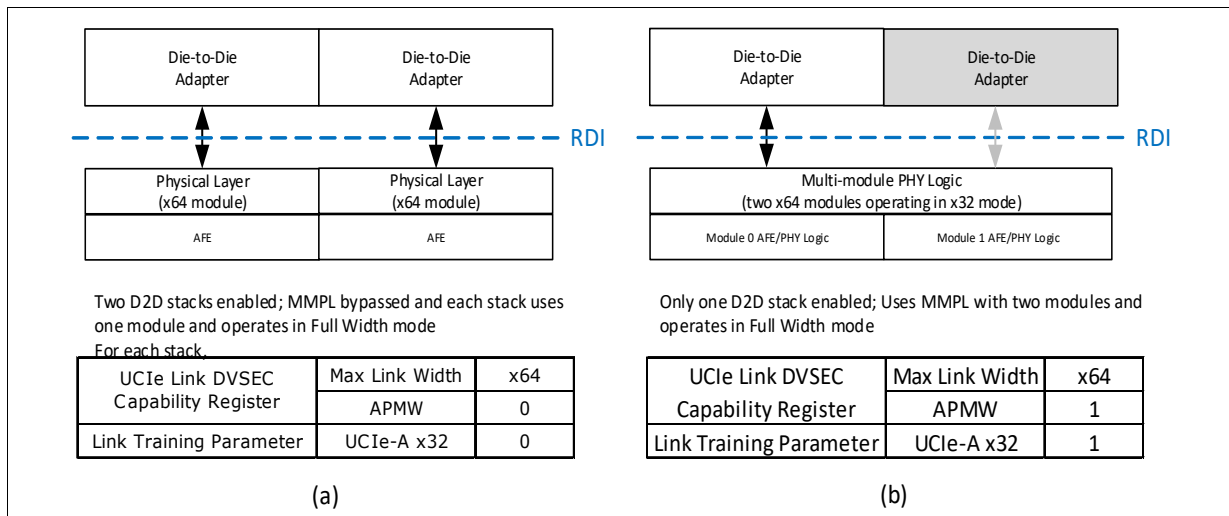 Die-to-Die
Adapter
Die-to-Die
Adapter
RDI
Physical Layer
(x64 module)
Physical Layer
(x64 module)
AFE
AFE
Two D2D stacks enabled; MMPL bypassed and each stack uses
one module and operates in Full Width mode
For each stack,
UCIe Link DVSEC
Capability Register
Max Link Width
x64
APMW
0
Link Training Parameter
UCIe-A x32
0
(a)
Die-to-Die
Adapter
Die-to-Die
Adapter
RDI
Multi-module PHY Logic
(two x64 modules operating in x32 mode)
Module 0 AFE/PHY Logic
Module 1 AFE/PHY Logic
Only one D2D stack enabled; Uses MMPL with two modules and
operates in Full Width mode
UCIe Link DVSEC
Capability Register
Max Link Width
x64
APMW
1
Link Training Parameter
UCIe-A x32
1
(b)